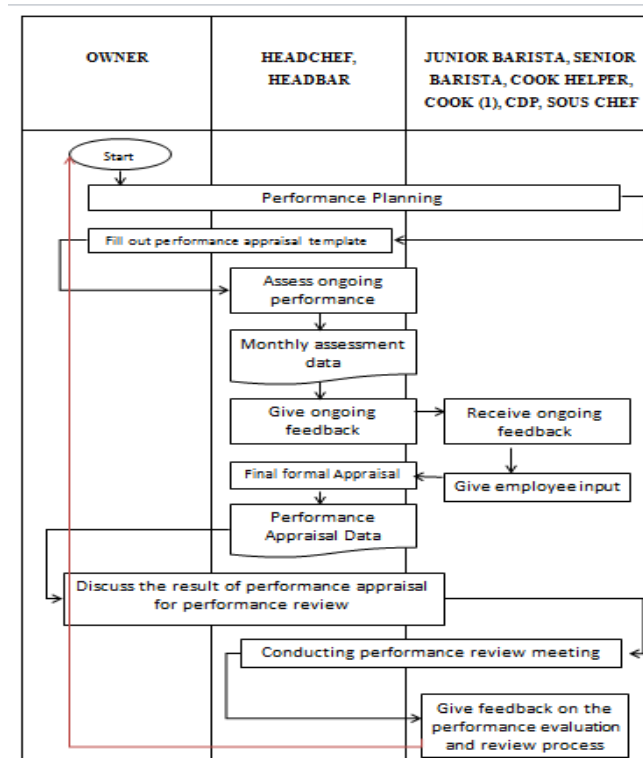 OWNER
HEADCHEF,
HEADBAR
JUNIOR BARISTA, SENIOR
BARISTA, COOK HELPER,
COOK (1), CDP, SOUS CHEF
Start
Performance Planning
Fill out performance appraisal template
Assess ongoing
performance
Monthly assessment
data
Give ongoing
feedback
Receive ongoing
feedback
Final formal Appraisal
Give employee input
Performance
Appraisal Data
Discuss the result of performance appraisal
for performance review
Conducting performance review meeting
Give feedback on the
performance evaluation
and review process